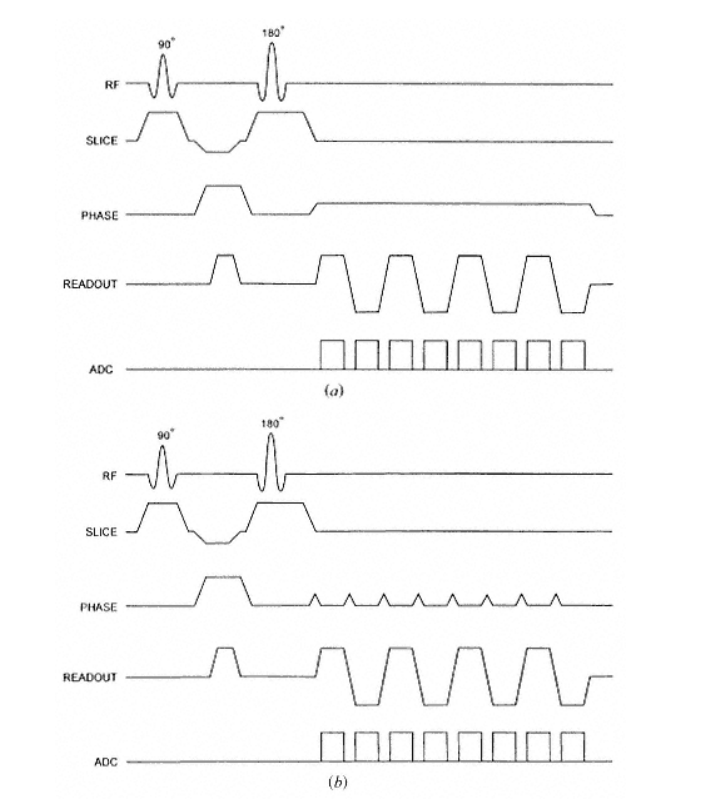 90°
180°
RF
SLICE
PHASE
READOUT
ADC
(a)
90°
180°
RF
SLICE
PHASE
READOUT
ADC
(b)